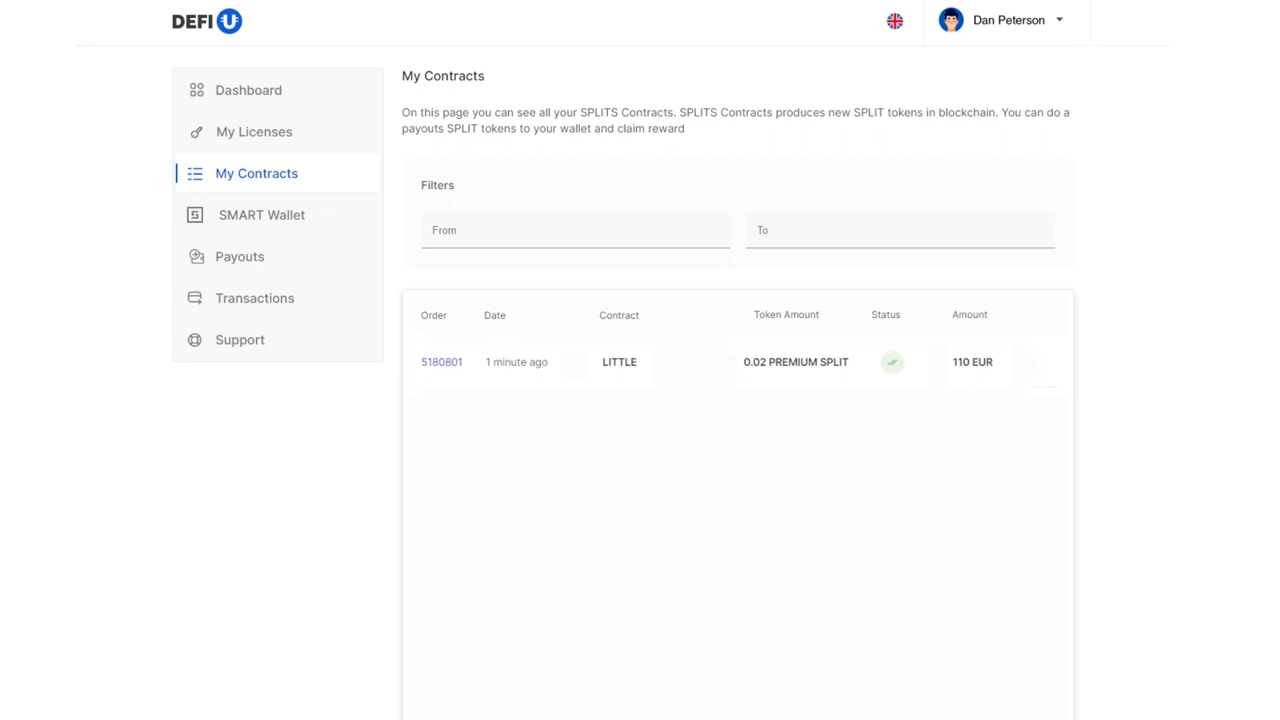 DEFI U
Dan Peterson
Dashboard
My Licenses
My Contracts
SMART Wallet
Payouts
Transactions
Support
My Contracts
On this page you can see all your SPLITS Contracts. SPLITS Contracts produces new SPLIT tokens in blockchain. You can do a
payouts SPLIT tokens to your wallet and claim reward
Filters
From To
Order Date Contract Token Amount Status Amount
5180801 1 minute ago LITTLE 0.02 PREMIUM SPLIT 110 EUR